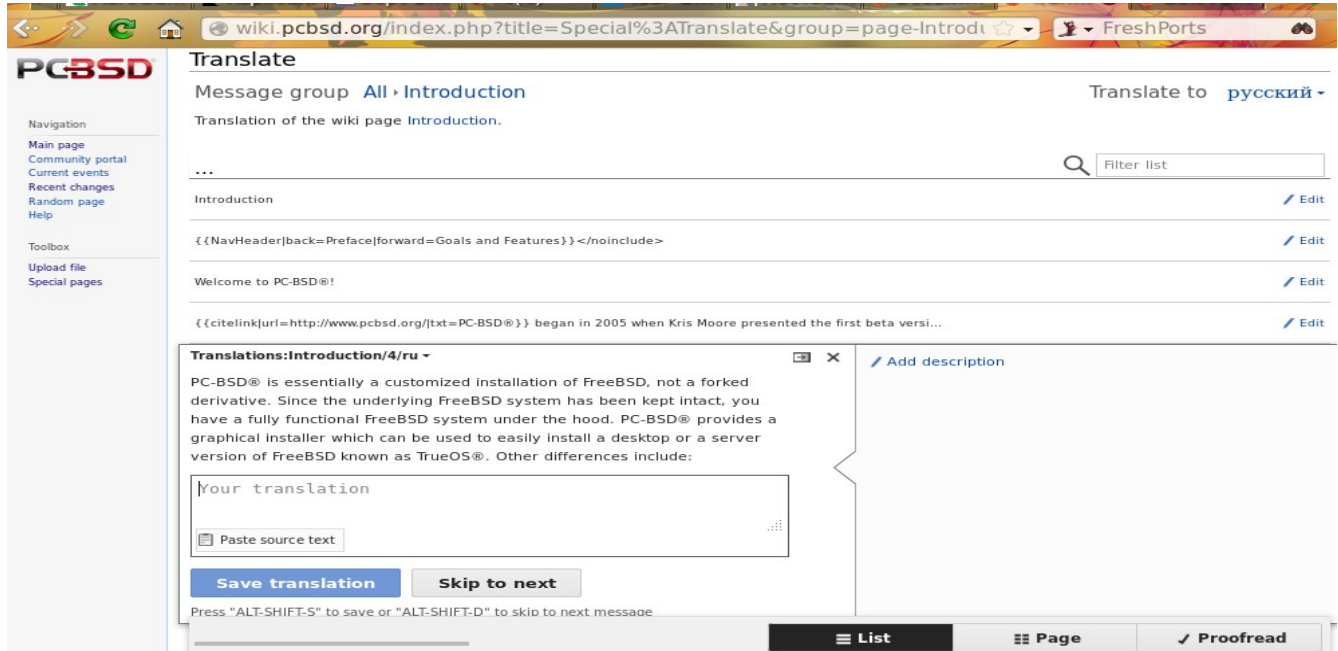 wiki.pcbsd.org/index.php?title=Special%3ATranslate&group=page-Introdu
FreshPorts
PCBSD
Translate
Message group All › Introduction
Translate to русский
Translation of the wiki page Introduction.
Navigation
Main page
Community portal
Current events
Recent changes
Random page
Help
Toolbox
Upload file
Special pages
...
Filter list
Introduction
Edit
{{NavHeader|back=Preface|forward=Goals and Features}}</noinclude>
Edit
Welcome to PC-BSD®!
Edit
{{citelink|url=http://www.pcbsd.org/|txt=PC-BSD®}} began in 2005 when Kris Moore presented the first beta versi...
Edit
Translations:Introduction/4/ru
Add description
PC-BSD® is essentially a customized installation of FreeBSD, not a forked
derivative. Since the underlying FreeBSD system has been kept intact, you
have a fully functional FreeBSD system under the hood. PC-BSD® provides a
graphical installer which can be used to easily install a desktop or a server
version of FreeBSD known as TrueOS®. Other differences include:
Your translation
Paste source text
Save translation
Skip to next
Press "ALT-SHIFT-S" to save or "ALT-SHIFT-D" to skip to next message
List
Page
Proofread